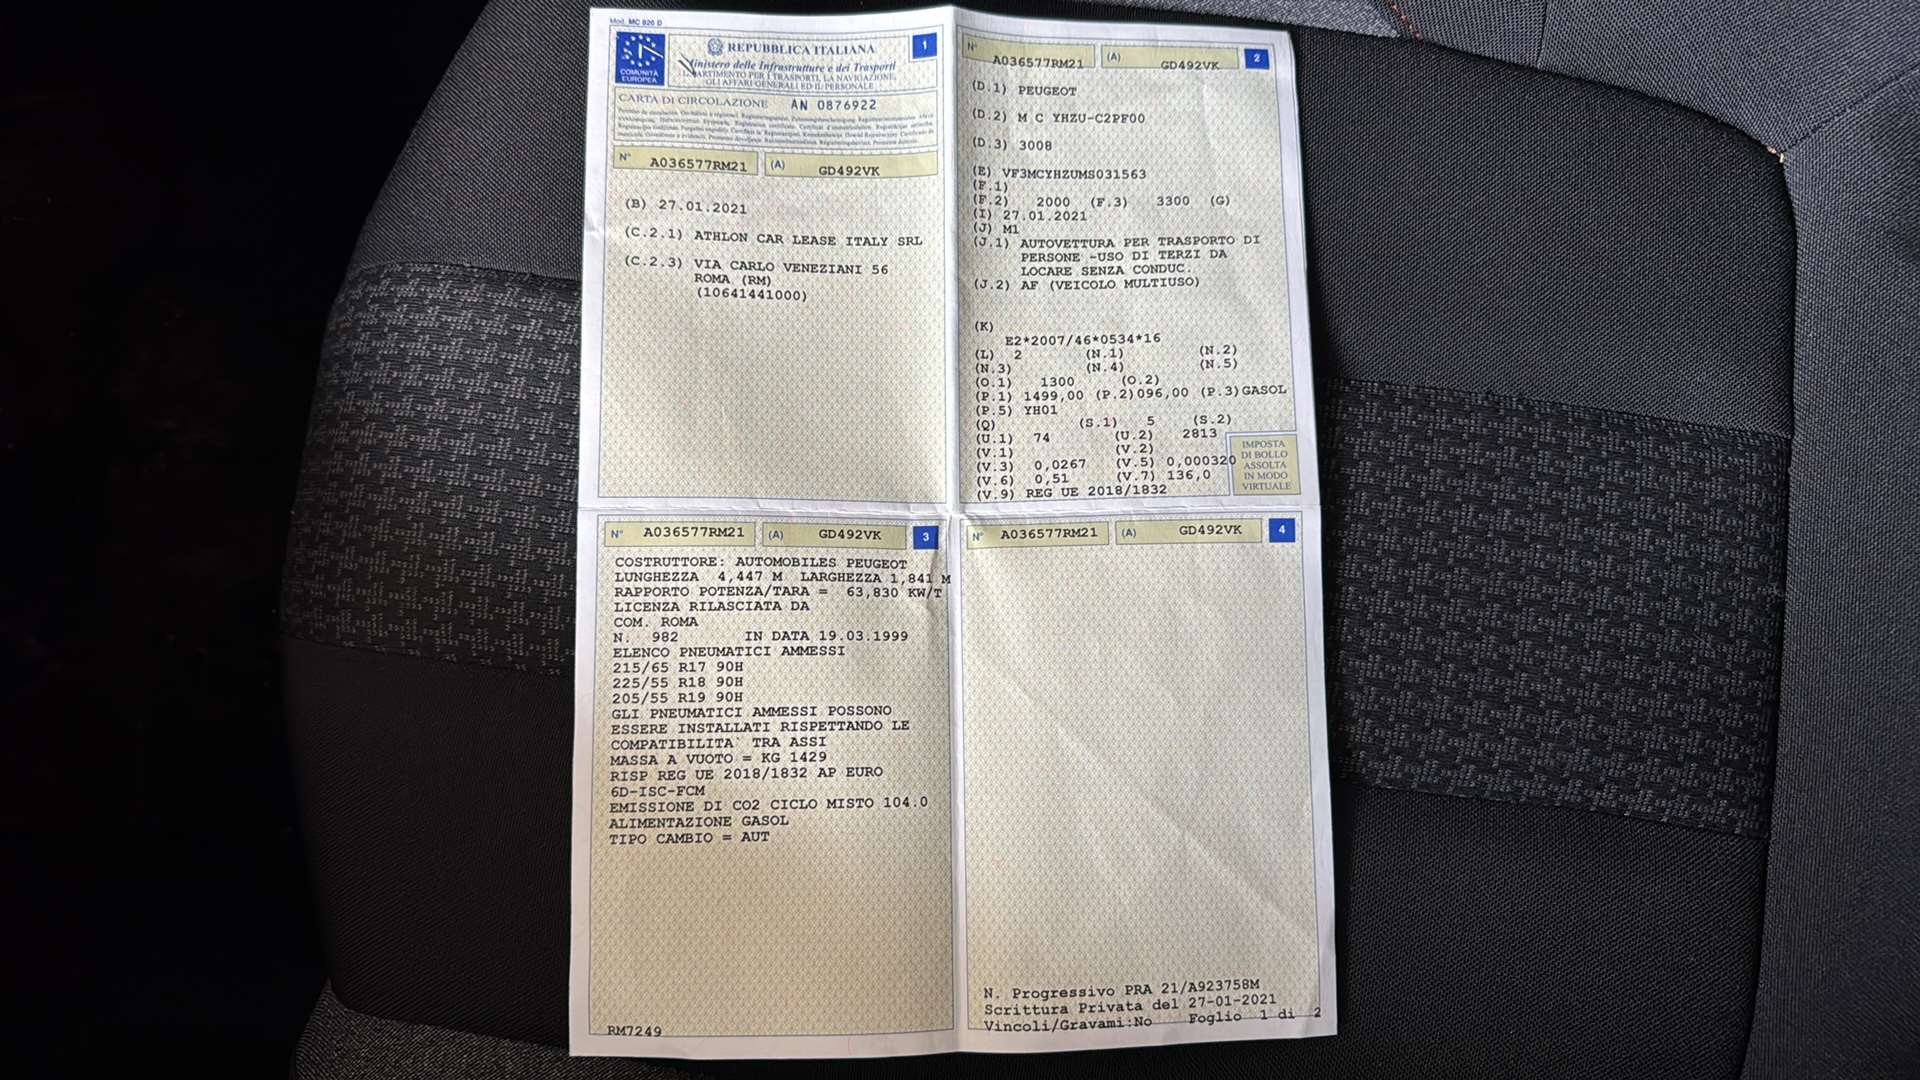 Mod. MC 820 D
COMUNITÀ
EUROPEA
REPUBBLICA ITALIANA
Ministero delle Infrastrutture e dei Trasporti
DIPARTIMENTO PER I TRASPORTI, LA NAVIGAZIONE,
GLI AFFARI GENERALI ED IL PERSONALE
1
CARTA DI CIRCOLAZIONE AN 0876922
N° A036577RM21 (A) GD492VK
(B) 27.01.2021
(C.2.1) ATHLON CAR LEASE ITALY SRL
(C.2.3) VIA CARLO VENEZIANI 56
ROMA (RM)
(10641441000)
N° A036577RM21 (A) GD492VK 2
(D.1) PEUGEOT
(D.2) M C YHZU-C2PF00
(D.3) 3008
(E) VF3MCYHZUMS031563
(F.1)
(F.2) 2000 (F.3) 3300 (G)
(I) 27.01.2021
(J) M1
(J.1) AUTOVETTURA PER TRASPORTO DI
PERSONE -USO DI TERZI DA
LOCARE SENZA CONDUC.
(J.2) AF (VEICOLO MULTIUSO)
(K)
E2*2007/46*0534*16
(L) 2 (N.1) (N.2)
(N.3) (N.4) (N.5)
(O.1) 1300 (O.2)
(P.1) 1499,00 (P.2)096,00 (P.3)GASOL
(P.5) YH01
(Q) (S.1) 5 (S.2)
(U.1) 74 (U.2) 2813
(V.1) (V.2)
(V.3) 0,0267 (V.5) 0,000320
(V.6) 0,51 (V.7) 136,0
(V.9) REG UE 2018/1832
IMPOSTA
DI BOLLO
ASSOLTA
IN MODO
VIRTUALE
N° A036577RM21 (A) GD492VK 3
COSTRUTTORE: AUTOMOBILES PEUGEOT
LUNGHEZZA 4,447 M LARGHEZZA 1,841 M
RAPPORTO POTENZA/TARA = 63,830 KW/T
LICENZA RILASCIATA DA
COM. ROMA
N. 982 IN DATA 19.03.1999
ELENCO PNEUMATICI AMMESSI
215/65 R17 90H
225/55 R18 90H
205/55 R19 90H
GLI PNEUMATICI AMMESSI POSSONO
ESSERE INSTALLATI RISPETTANDO LE
COMPATIBILITA` TRA ASSI
MASSA A VUOTO = KG 1429
RISP REG UE 2018/1832 AP EURO
6D-ISC-FCM
EMISSIONE DI CO2 CICLO MISTO 104.0
ALIMENTAZIONE GASOL
TIPO CAMBIO = AUT
RM7249
N° A036577RM21 (A) GD492VK 4
N. Progressivo PRA 21/A923758M
Scrittura Privata del 27-01-2021
Vincoli/Gravami:No Foglio 1 di 2